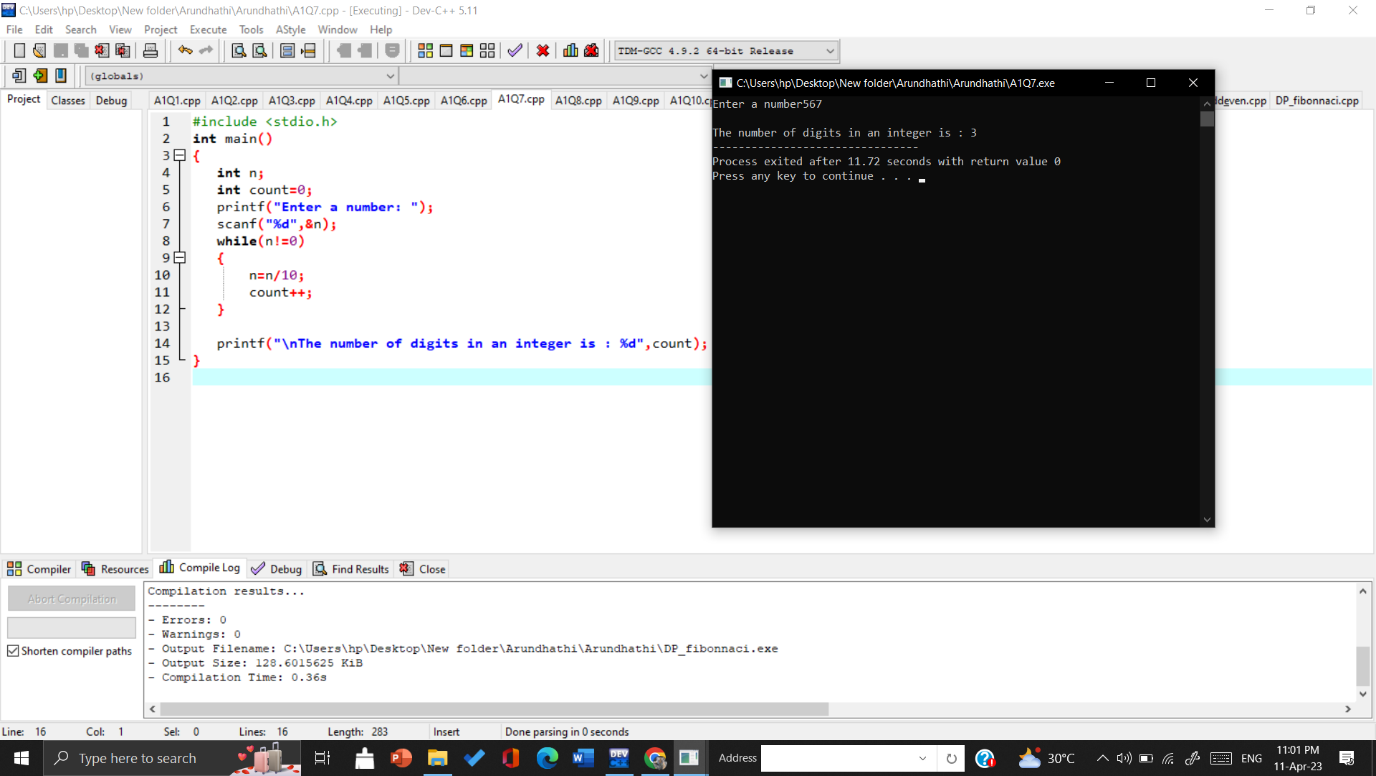 C:\Users\hp\Desktop\New folder\Arundhathi\Arundhathi\A1Q7.cpp - [Executing] - Dev-C++ 5.11
File Edit Search View Project Execute Tools AStyle Window Help
TDM-GCC 4.9.2 64-bit Release
(globals)
Project Classes Debug
A1Q1.cpp A1Q2.cpp A1Q3.cpp A1Q4.cpp A1Q5.cpp A1Q6.cpp A1Q7.cpp A1Q8.cpp A1Q9.cpp A1Q10.cp ldeven.cpp DP_fibonnaci.cpp
1 #include <stdio.h>
2 int main()
3 {
4 int n;
5 int count=0;
6 printf("Enter a number: ");
7 scanf("%d",&n);
8 while(n!=0)
9 {
10 n=n/10;
11 count++;
12 }
13
14 printf("\nThe number of digits in an integer is : %d",count);
15 }
16
C:\Users\hp\Desktop\New folder\Arundhathi\Arundhathi\A1Q7.exe
Enter a number567
The number of digits in an integer is : 3
--------------------------------
Process exited after 11.72 seconds with return value 0
Press any key to continue . . .
Compiler Resources Compile Log Debug Find Results Close
Abort Compilation
Shorten compiler paths
Compilation results...
--------
- Errors: 0
- Warnings: 0
- Output Filename: C:\Users\hp\Desktop\New folder\Arundhathi\Arundhathi\DP_fibonnaci.exe
- Output Size: 128.6015625 KiB
- Compilation Time: 0.36s
Line: 16 Col: 1 Sel: 0 Lines: 16 Length: 283 Insert Done parsing in 0 seconds
Type here to search
DEV
Address
30°C
ENG
11:01 PM
11-Apr-23